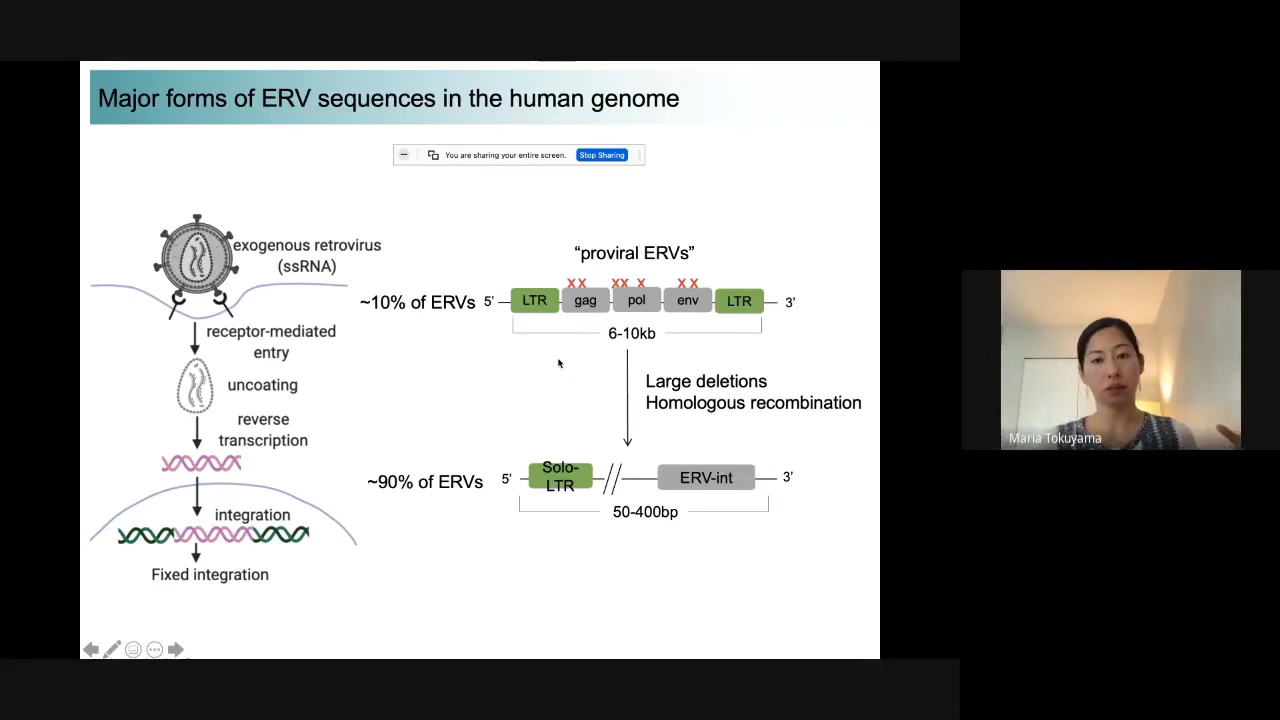 Major forms of ERV sequences in the human genome
You are sharing your entire screen. Stop Sharing
exogenous retrovirus
(ssRNA)
receptor-mediated
entry
uncoating
reverse
transcription
integration
Fixed integration
"proviral ERVs"
xx xx x xx
~10% of ERVs 5' LTR gag pol env LTR 3'
6-10kb
Large deletions
Homologous recombination
~90% of ERVs 5' Solo-
LTR // ERV-int 3'
50-400bp
Maria Tokuyama